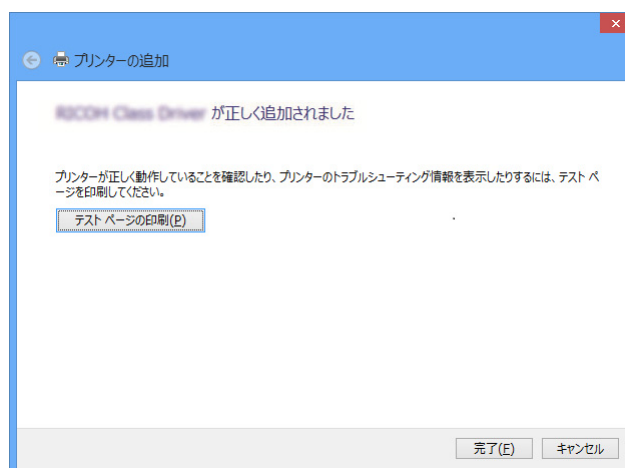 プリンターの追加
RICOH Class Driver が正しく追加されました
プリンターが正しく動作していることを確認したり、プリンターのトラブルシューティング情報を表示したりするには、テスト ペ
ージを印刷してください。
テスト ページの印刷(P)
完了(F)
キャンセル